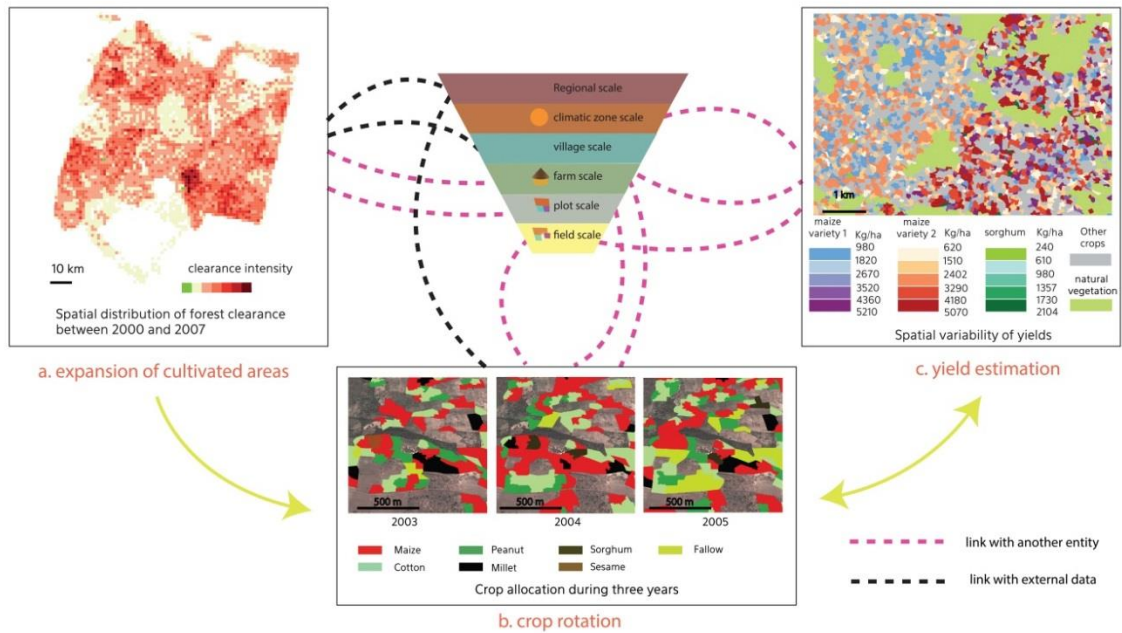 10 km
clearance intensity
Spatial distribution of forest clearance
between 2000 and 2007
a. expansion of cultivated areas
Regional scale
climatic zone scale
village scale
farm scale
plot scale
field scale
1 km
maize
variety 1
Kg/ha
980
1820
2670
3520
4360
5210
maize
variety 2
Kg/ha
620
1510
2402
3290
4180
5070
sorghum
Kg/ha
240
610
980
1357
1730
2104
Other
crops
natural
vegetation
Spatial variability of yields
c. yield estimation
500 m
500 m
500 m
2003
2004
2005
Maize
Peanut
Sorghum
Fallow
Cotton
Millet
Sesame
Crop allocation during three years
b. crop rotation
link with another entity
link with external data